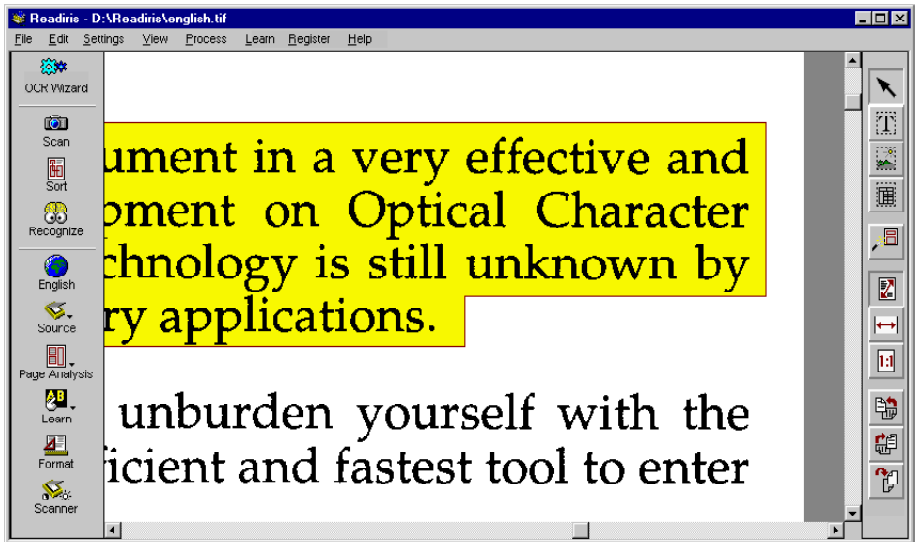 Readiris - D:\Readiris\english.tif
File Edit Settings View Process Learn Register Help
OCR Wizard
Scan
Sort
Recognize
English
Source
Page Analysis
Learn
Format
Scanner
ument in a very effective and
pment on Optical Character
chnology is still unknown by
ry applications.
unburden yourself with the
ficient and fastest tool to enter
T
1:1